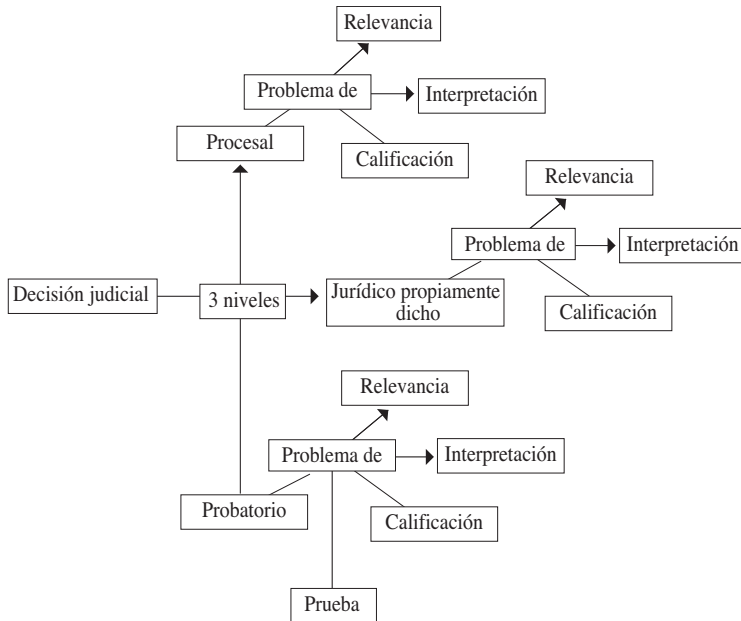 Relevancia
Problema de
Interpretación
Procesal
Calificación
Relevancia
Problema de
Interpretación
Decisión judicial
3 niveles
Jurídico propiamente
dicho
Calificación
Relevancia
Problema de
Interpretación
Probatorio
Calificación
Prueba